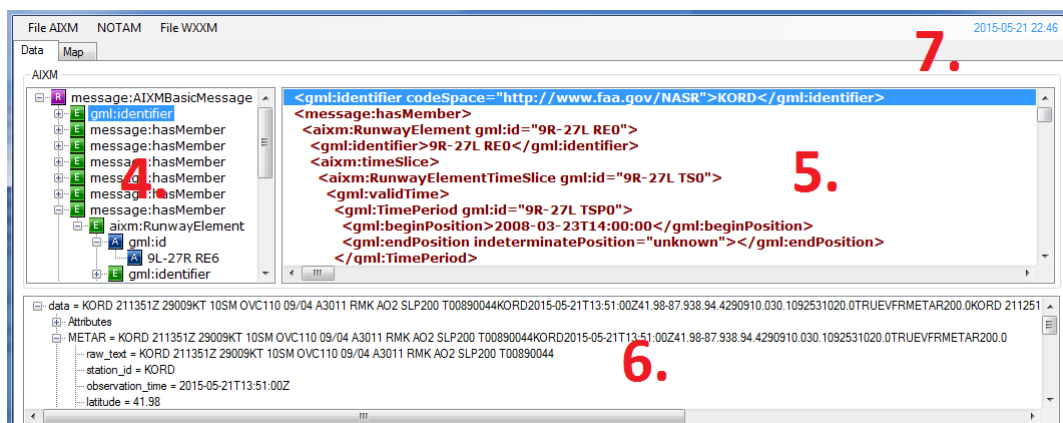 File AIXM NOTAM File WXXM 2015-05-21 22:46
7.
Data Map
AIXM
R message:AIXMBasicMessage
E gml:identifier
E message:hasMember
E message:hasMember
E message:hasMember
E message:hasMember
E message:hasMember
E message:hasMember
E aixm:RunwayElement
A gml:id
A 9L-27R RE6
E gml:identifier
4.
<gml:identifier codeSpace="http://www.faa.gov/NASR">KORD</gml:identifier>
<message:hasMember>
<aixm:RunwayElement gml:id="9R-27L RE0">
<gml:identifier>9R-27L RE0</gml:identifier>
<aixm:timeSlice>
<aixm:RunwayElementTimeSlice gml:id="9R-27L TS0">
<gml:validTime>
<gml:TimePeriod gml:id="9R-27L TSP0">
<gml:beginPosition>2008-03-23T14:00:00</gml:beginPosition>
<gml:endPosition indeterminatePosition="unknown"></gml:endPosition>
</gml:TimePeriod>
5.
data = KORD 211351Z 29009KT 10SM OVC110 09/04 A3011 RMK AO2 SLP200 T00890044KORD2015-05-21T13:51:00Z41.98-87.938.94.4290910.030.1092531020.0TRUEVFRMETAR200.0KORD 211251
Attributes
METAR = KORD 211351Z 29009KT 10SM OVC110 09/04 A3011 RMK AO2 SLP200 T00890044KORD2015-05-21T13:51:00Z41.98-87.938.94.4290910.030.1092531020.0TRUEVFRMETAR200.0
raw_text = KORD 211351Z 29009KT 10SM OVC110 09/04 A3011 RMK AO2 SLP200 T00890044
station_id = KORD
observation_time = 2015-05-21T13:51:00Z
latitude = 41.98
6.